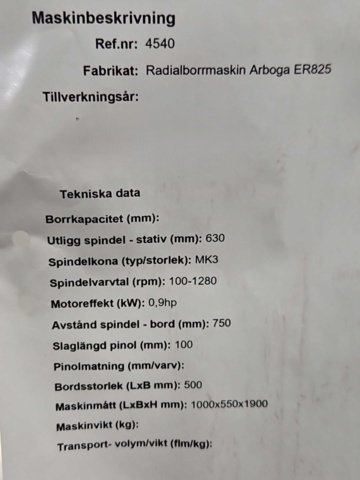 Maskinbeskrivning
Ref.nr: 4540
Fabrikat: Radialborrmaskin Arboga ER825
Tillverkningsår:
Tekniska data
Borrkapacitet (mm):
Utligg spindel - stativ (mm): 630
Spindelkona (typ/storlek): MK3
Spindelvarvtal (rpm): 100-1280
Motoreffekt (kW): 0,9hp
Avstånd spindel - bord (mm): 750
Slaglängd pinol (mm): 100
Pinolmatning (mm/varv):
Bordsstorlek (LxB mm): 500
Maskinmått (LxBxH mm): 1000x550x1900
Maskinvikt (kg):
Transport- volym/vikt (flm/kg):